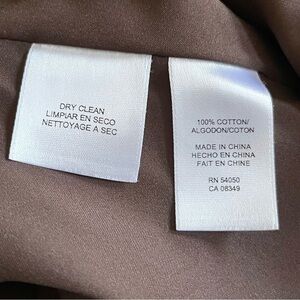 DRY CLEAN
LIMPIAR EN SECO
NETTOYAGE A SEC
100% COTTON/
ALGODON/COTON
MADE IN CHINA
HECHO EN CHINA
FAIT EN CHINE
RN 54050
CA 08349